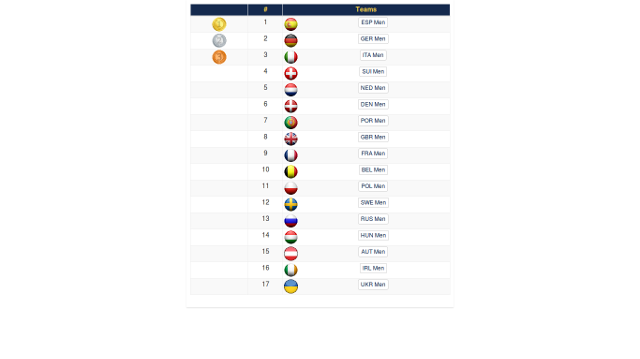 # Teams
1 ESP Men
2 GER Men
3 ITA Men
4 SUI Men
5 NED Men
6 DEN Men
7 POR Men
8 GBR Men
9 FRA Men
10 BEL Men
11 POL Men
12 SWE Men
13 RUS Men
14 HUN Men
15 AUT Men
16 IRL Men
17 UKR Men